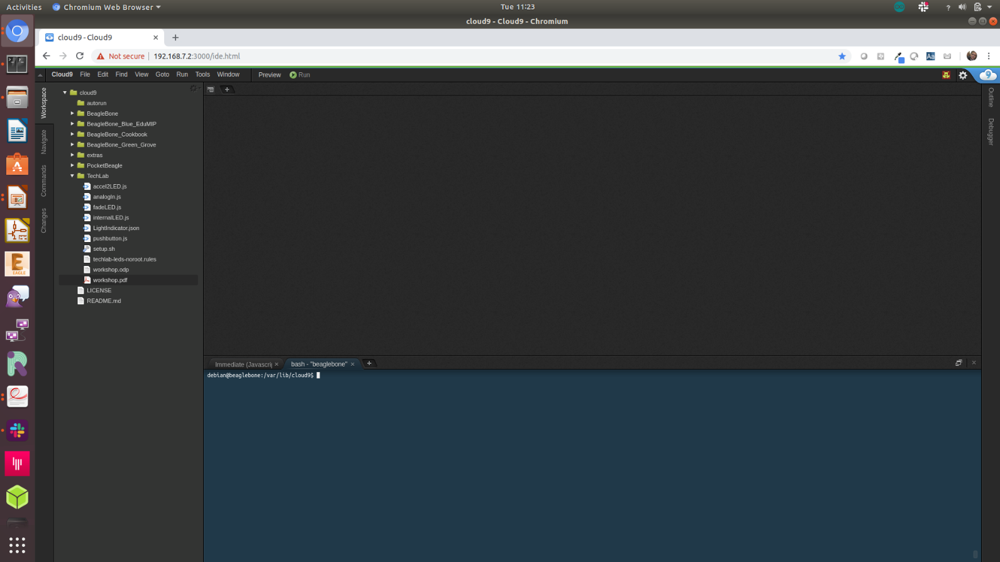 Activities Chromium Web Browser Tue 11:23 ?
cloud9 - Cloud9 - Chromium
cloud9 - Cloud9
Not secure 192.168.7.2:3000/ide.html Aa
Cloud9 File Edit Find View Goto Run Tools Window Preview Run 9
Workspace
Navigate
Commands
Changes
cloud9
autorun
BeagleBone
BeagleBone_Blue_EduMIP
BeagleBone_Cookbook
BeagleBone_Green_Grove
extras
PocketBeagle
TechLab
accel2LED.js
analogIn.js
fadeLED.js
internalLED.js
LightIndicator.json
pushbutton.js
setup.sh
techlab-leds-noroot.rules
workshop.odp
workshop.pdf
LICENSE
README.md
Outline
Debugger
Immediate (Javascrip bash - "beaglebone"
debian@beaglebone:/var/lib/cloud9$
A
E
EAGLE